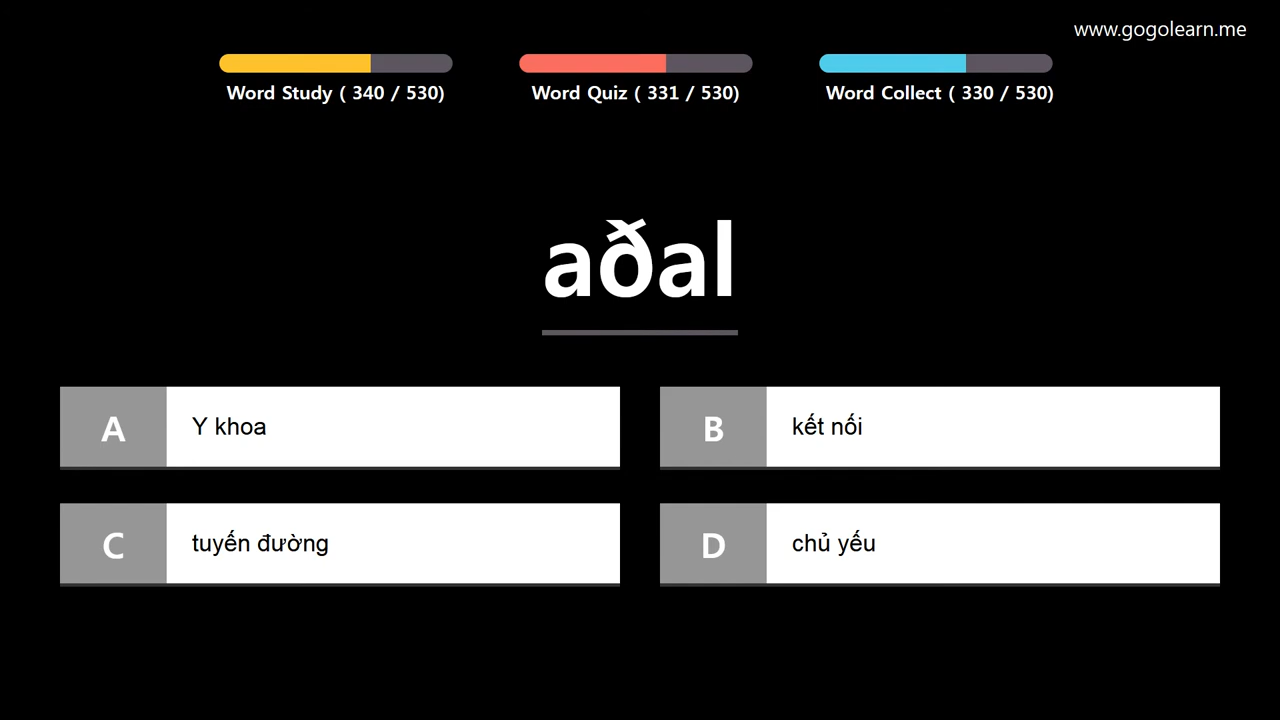 www.gogolearn.me
Word Study ( 340 / 530)
Word Quiz ( 331 / 530)
Word Collect ( 330 / 530)
aðal
A Y khoa
B kết nối
C tuyến đường
D chủ yếu